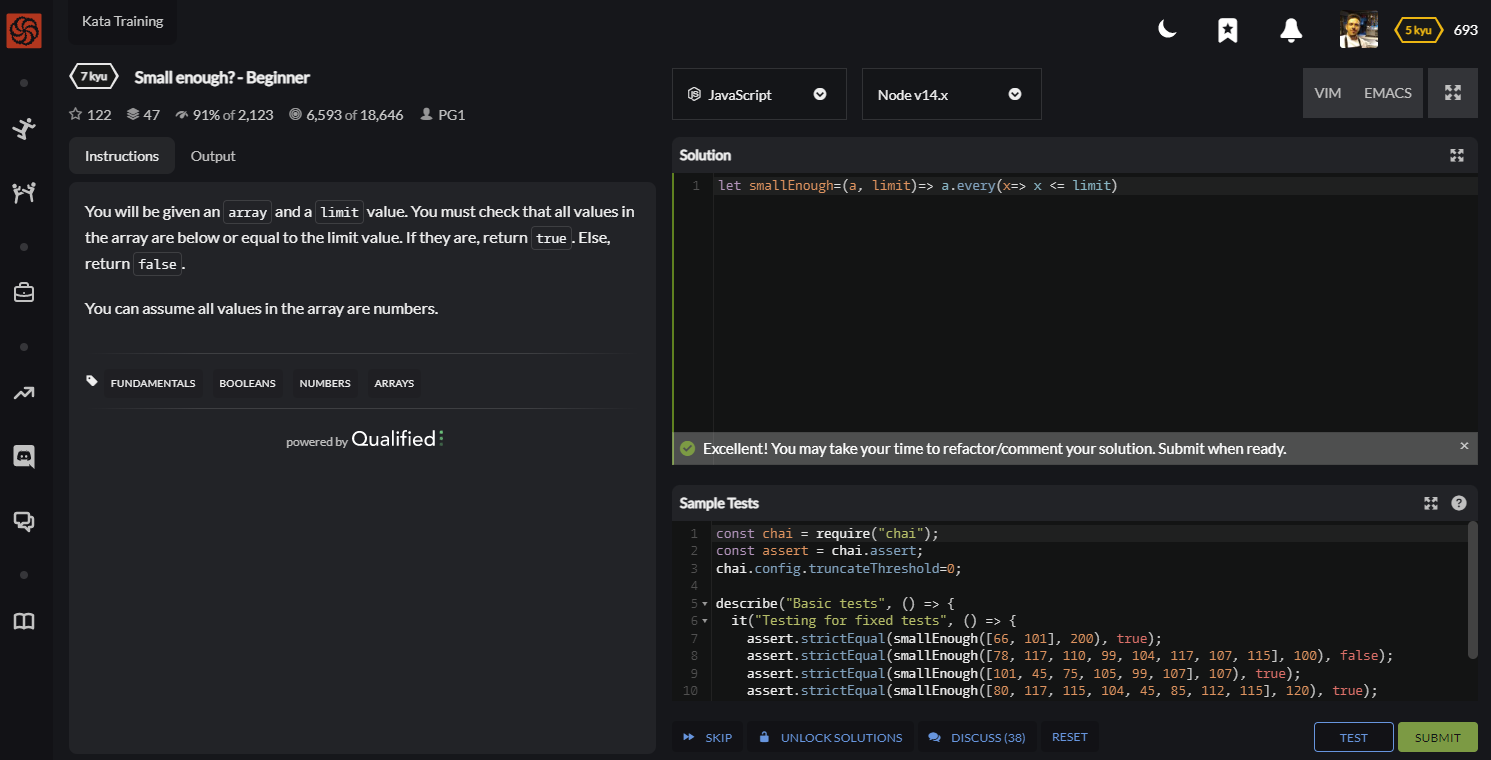 Kata Training
5 kyu 693
7 kyu Small enough? - Beginner
122 47 91% of 2,123 6,593 of 18,646 PG1
Instructions Output
You will be given an array and a limit value. You must check that all values in
the array are below or equal to the limit value. If they are, return true. Else,
return false.
You can assume all values in the array are numbers.
FUNDAMENTALS BOOLEANS NUMBERS ARRAYS
powered by Qualified
JavaScript Node v14.x VIM EMACS
Solution
1 let smallEnough=(a, limit)=> a.every(x=> x <= limit)
Excellent! You may take your time to refactor/comment your solution. Submit when ready. ×
Sample Tests ?
1 const chai = require("chai");
2 const assert = chai.assert;
3 chai.config.truncateThreshold=0;
4
5 describe("Basic tests", () => {
6 it("Testing for fixed tests", () => {
7 assert.strictEqual(smallEnough([66, 101], 200), true);
8 assert.strictEqual(smallEnough([78, 117, 110, 99, 104, 117, 107, 115], 100), false);
9 assert.strictEqual(smallEnough([101, 45, 75, 105, 99, 107], 107), true);
10 assert.strictEqual(smallEnough([80, 117, 115, 104, 45, 85, 112, 115], 120), true);
SKIP UNLOCK SOLUTIONS DISCUSS (38) RESET TEST SUBMIT